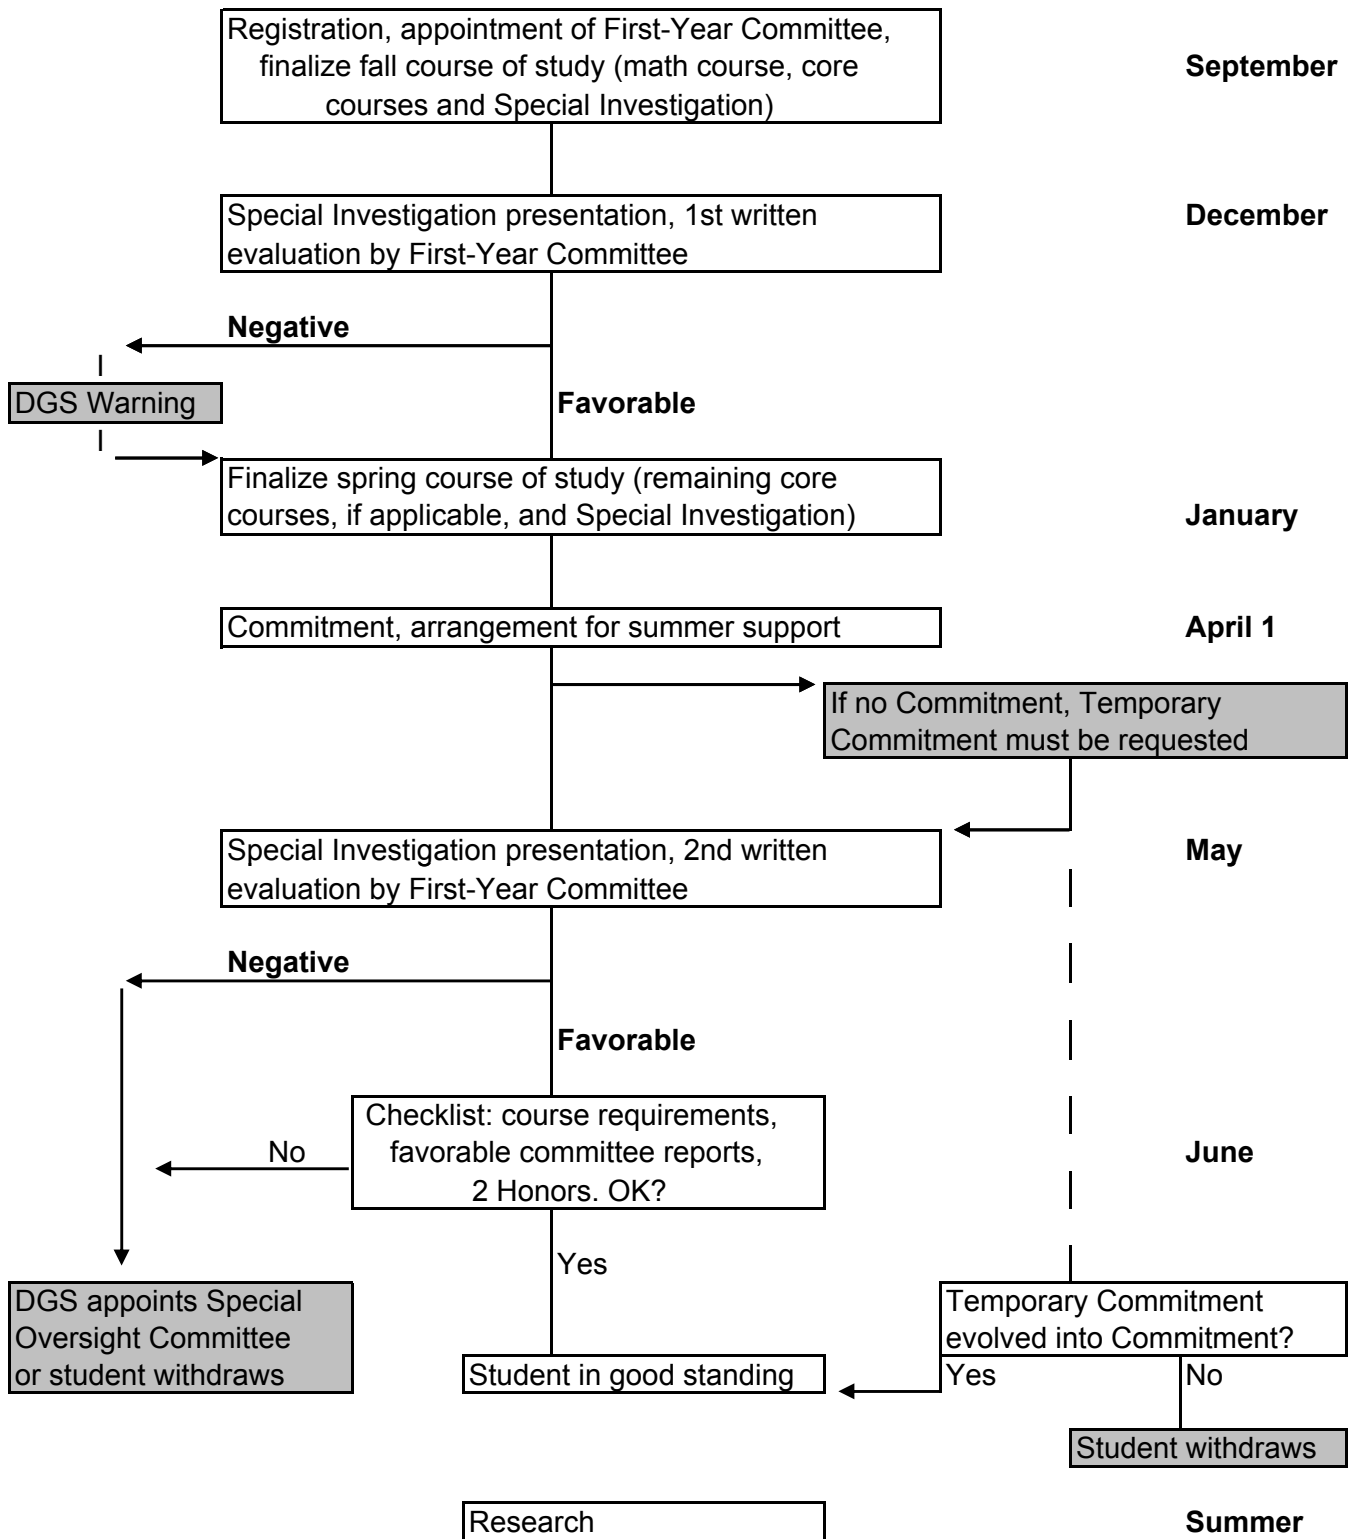 Registration, appointment of First-Year Committee,
finalize fall course of study (math course, core
courses and Special Investigation)
September
Special Investigation presentation, 1st written
evaluation by First-Year Committee
December
Negative
DGS Warning
Favorable
Finalize spring course of study (remaining core
courses, if applicable, and Special Investigation)
January
Commitment, arrangement for summer support
April 1
If no Commitment, Temporary
Commitment must be requested
Special Investigation presentation, 2nd written
evaluation by First-Year Committee
May
Negative
Favorable
Checklist: course requirements,
favorable committee reports,
2 Honors. OK?
No
June
Yes
DGS appoints Special
Oversight Committee
or student withdraws
Temporary Commitment
evolved into Commitment?
Student in good standing
Yes
No
Student withdraws
Research
Summer